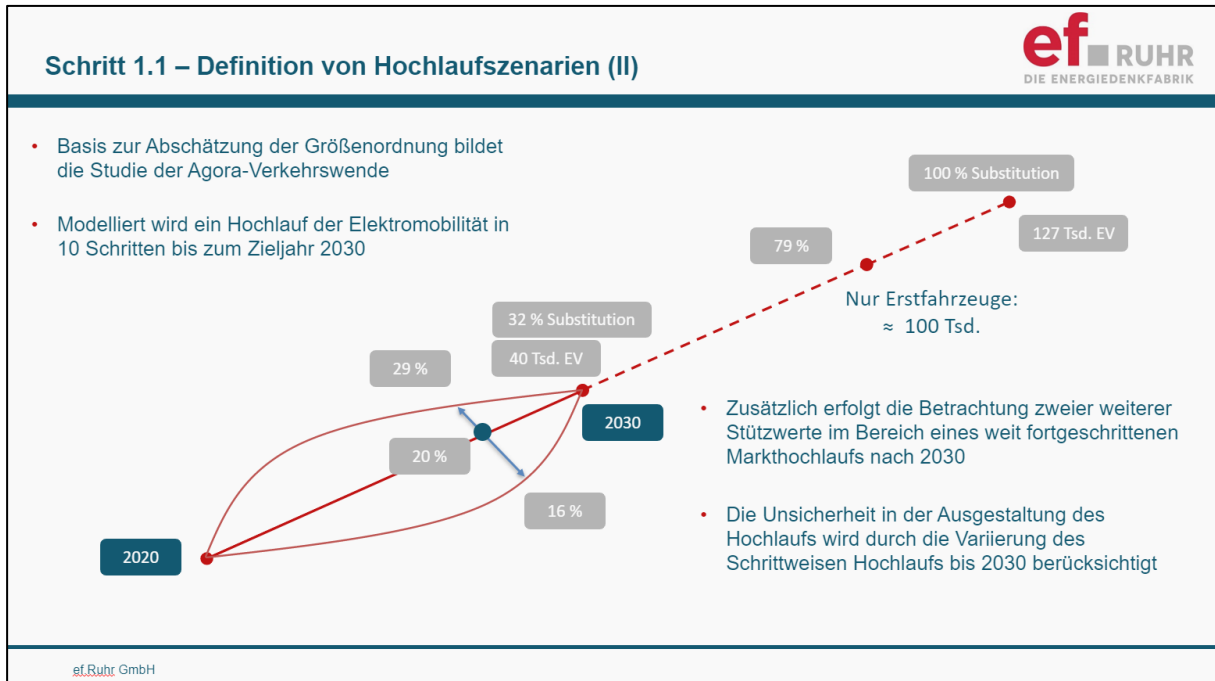 Schritt 1.1 – Definition von Hochlaufszenarien (II)
ef RUHR
DIE ENERGIEDENKFABRIK
• Basis zur Abschätzung der Größenordnung bildet
die Studie der Agora-Verkehrswende
• Modelliert wird ein Hochlauf der Elektromobilität in
10 Schritten bis zum Zieljahr 2030
100 % Substitution
127 Tsd. EV
79 %
Nur Erstfahrzeuge:
≈ 100 Tsd.
32 % Substitution
40 Tsd. EV
29 %
2030
20 %
16 %
2020
• Zusätzlich erfolgt die Betrachtung zweier weiterer
Stützwerte im Bereich eines weit fortgeschrittenen
Markthochlaufs nach 2030
• Die Unsicherheit in der Ausgestaltung des
Hochlaufs wird durch die Variierung des
Schrittweisen Hochlaufs bis 2030 berücksichtigt
ef.Ruhr GmbH